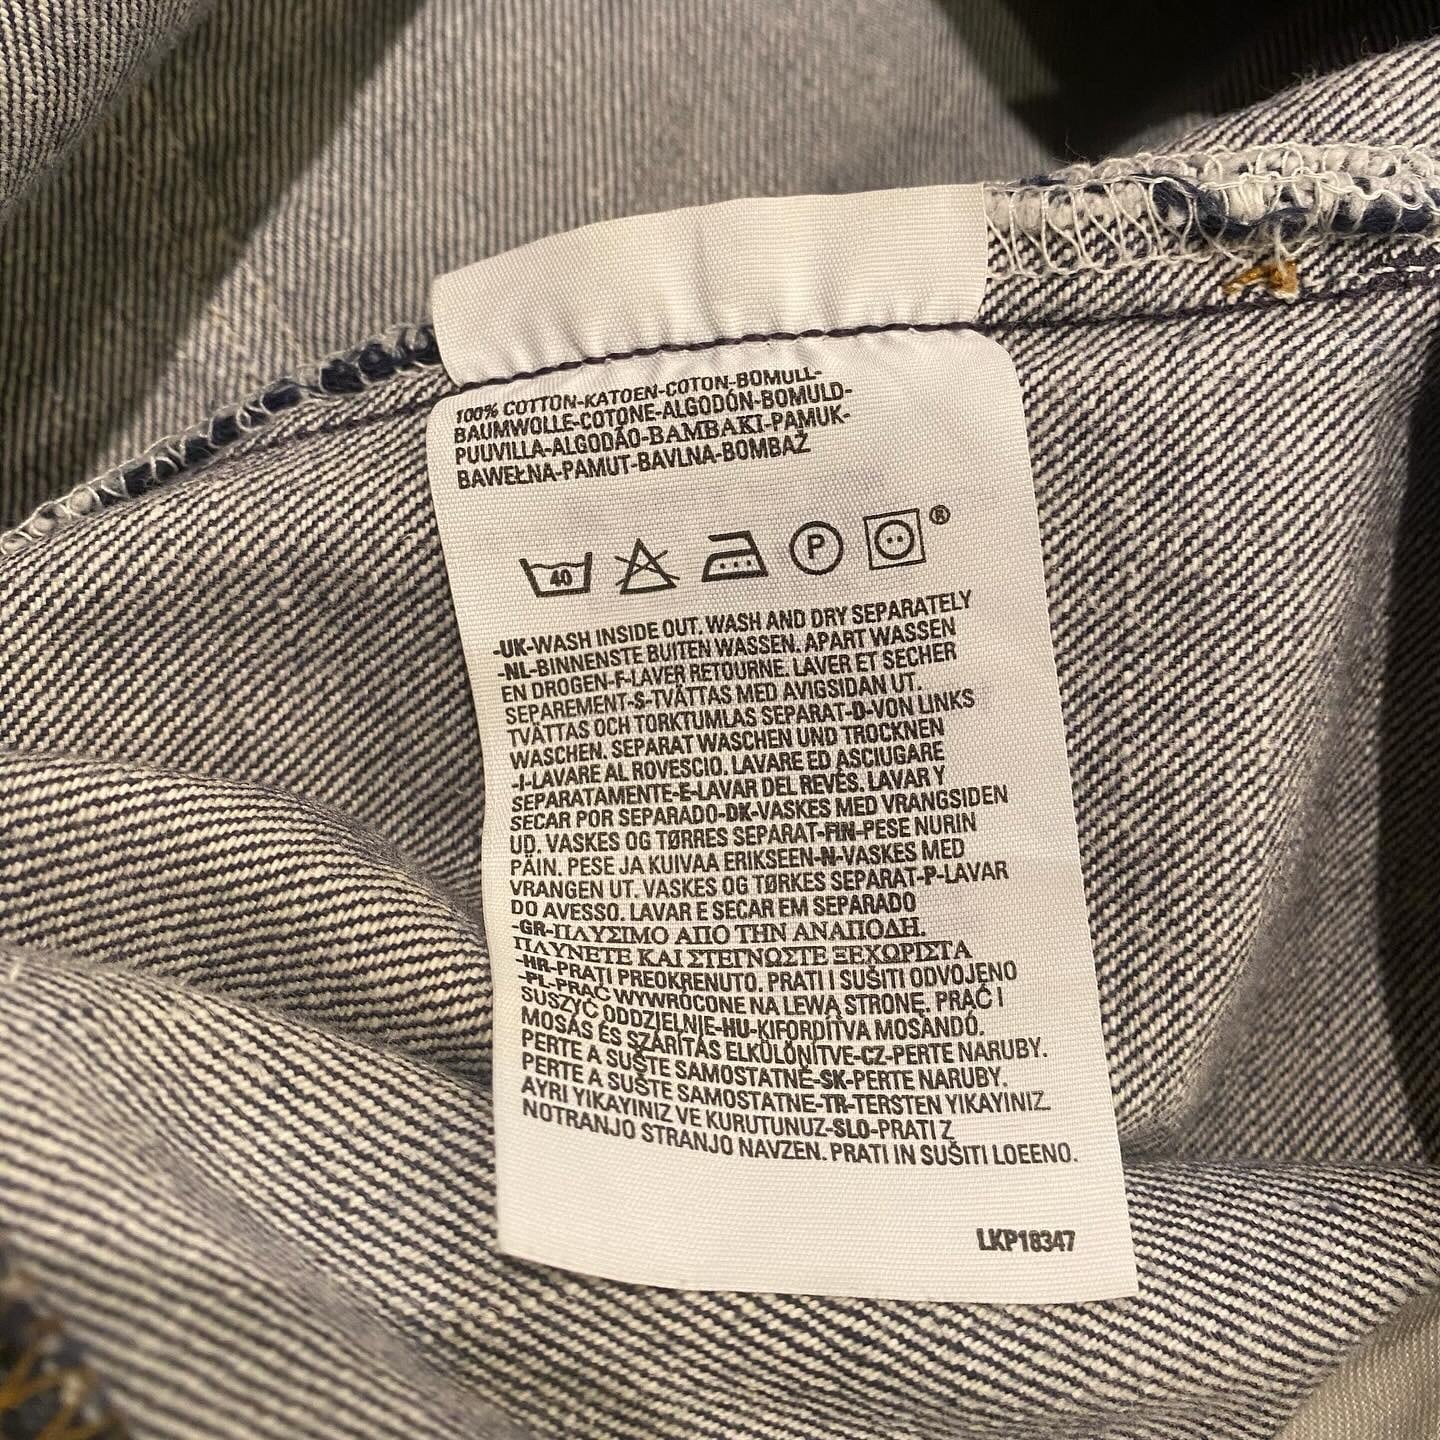 100% COTTON-KATOEN-COTON-BOMULL-
BAUMWOLLE-COTONE-ALGODÓN-BOMULD-
PUUVILLA-ALGODÃO-BAMBAKI-PAMUK-
BAWEŁNA-PAMUT-BAVLNA-BOMBAŽ
40 P ®
-UK-WASH INSIDE OUT. WASH AND DRY SEPARATELY
-NL-BINNENSTE BUITEN WASSEN. APART WASSEN
EN DROGEN-F-LAVER RETOURNE. LAVER ET SECHER
SEPAREMENT-S-TVÄTTAS MED AVIGSIDAN UT.
TVÄTTAS OCH TORKTUMLAS SEPARAT-D-VON LINKS
WASCHEN. SEPARAT WASCHEN UND TROCKNEN
-I-LAVARE AL ROVESCIO. LAVARE ED ASCIUGARE
SEPARATAMENTE-E-LAVAR DEL REVÉS. LAVAR Y
SECAR POR SEPARADO-DK-VASKES MED VRANGSIDEN
UD. VASKES OG TØRRES SEPARAT-FIN-PESE NURIN
PÄIN. PESE JA KUIVAA ERIKSEEN-N-VASKES MED
VRANGEN UT. VASKES OG TØRKES SEPARAT-P-LAVAR
DO AVESSO. LAVAR E SECAR EM SEPARADO
-GR-ΠΛΥΣΙΜΟ ΑΠΟ ΤΗΝ ΑΝΑΠΟΔΗ.
ΠΛΥΝΕΤΕ ΚΑΙ ΣΤΕΓΝΩΣΤΕ ΞΕΧΩΡΙΣΤΑ
-HR-PRATI PREOKRENUTO. PRATI I SUŠITI ODVOJENO
-PL-PRAĆ WYWRÓCONE NA LEWĄ STRONĘ. PRAĆ I
SUSZYĆ ODDZIELNIE-HU-KIFORDÍTVA MOSANDÓ.
MOSÁS ÉS SZÁRÍTÁS ELKÜLÖNÍTVE-CZ-PERTE NARUBY.
PERTE A SUŠTE SAMOSTATNĚ-SK-PERTE NARUBY.
PERTE A SUŠTE SAMOSTATNE-TR-TERSTEN YIKAYINIZ.
AYRI YIKAYINIZ VE KURUTUNUZ-SLO-PRATI Z
NOTRANJO STRANJO NAVZEN. PRATI IN SUŠITI LOEENO.
LKP18347